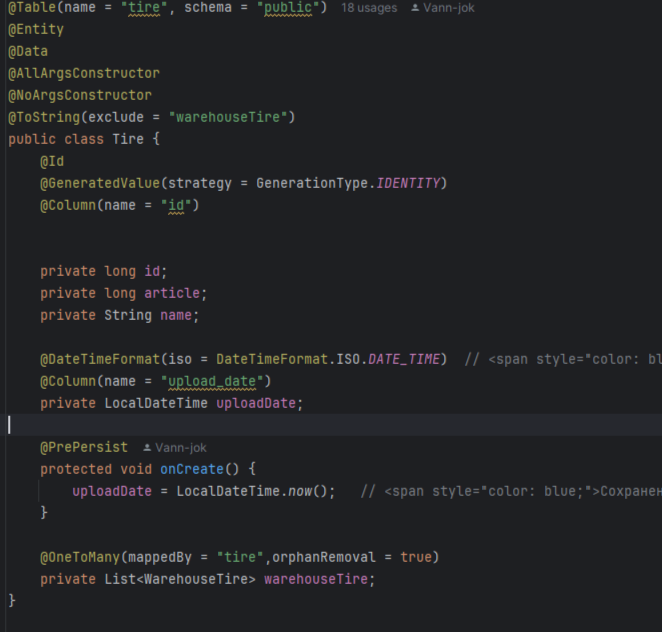 @Table(name = "tire", schema = "public") 18 usages Vann-jok
@Entity
@Data
@AllArgsConstructor
@NoArgsConstructor
@ToString(exclude = "warehouseTire")
public class Tire {
@Id
@GeneratedValue(strategy = GenerationType.IDENTITY)
@Column(name = "id")
private long id;
private long article;
private String name;
@DateTimeFormat(iso = DateTimeFormat.ISO.DATE_TIME) // <span style="color: bl
@Column(name = "upload_date")
private LocalDateTime uploadDate;
@PrePersist Vann-jok
protected void onCreate() {
uploadDate = LocalDateTime.now(); // <span style="color: blue;">Сохранен
}
@OneToMany(mappedBy = "tire",orphanRemoval = true)
private List<WarehouseTire> warehouseTire;
}